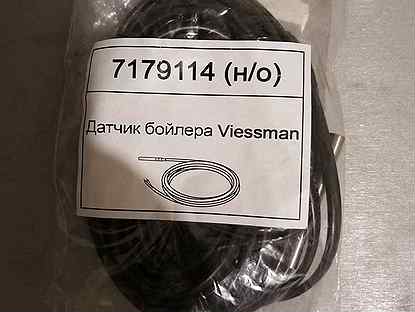 7179114 (н/о)
Датчик бойлера Viessman